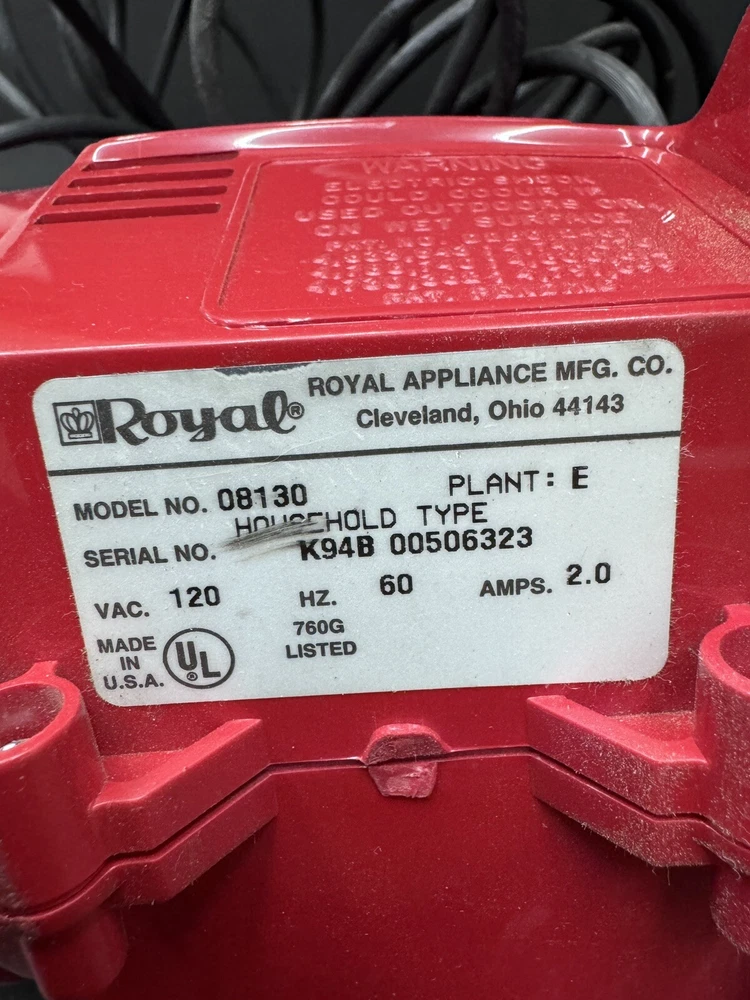 WARNING
ELECTRIC SHOCK
COULD OCCUR IF
USED OUTDOORS OR
ON WET SURFACE
Royal®
ROYAL APPLIANCE MFG. CO.
Cleveland, Ohio 44143
MODEL NO. 08130
PLANT: E
HOUSEHOLD TYPE
SERIAL NO. K94B 00506323
VAC. 120 HZ. 60 AMPS. 2.0
760G
LISTED
MADE
IN
U.S.A.
UL®